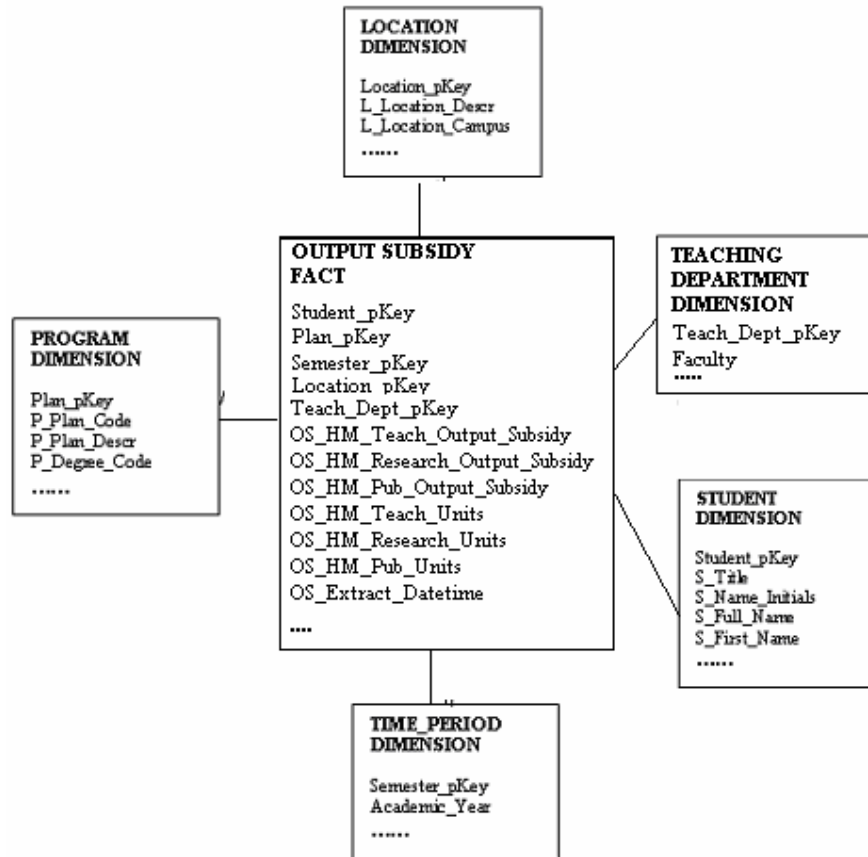 LOCATION
DIMENSION
Location_pKey
L_Location_Descr
L_Location_Campus
......
OUTPUT SUBSIDY
FACT
Student_pKey
Plan_pKey
Semester_pKey
Location_pKey
Teach_Dept_pKey
OS_HM_Teach_Output_Subsidy
OS_HM_Research_Output_Subsidy
OS_HM_Pub_Output_Subsidy
OS_HM_Teach_Units
OS_HM_Research_Units
OS_HM_Pub_Units
OS_Extract_Datetime
....
TEACHING
DEPARTMENT
DIMENSION
Teach_Dept_pKey
Faculty
.....
PROGRAM
DIMENSION
Plan_pKey
P_Plan_Code
P_Plan_Descr
P_Degree_Code
......
STUDENT
DIMENSION
Student_pKey
S_Title
S_Name_Initials
S_Full_Name
S_First_Name
......
TIME_PERIOD
DIMENSION
Semester_pKey
Academic_Year
......